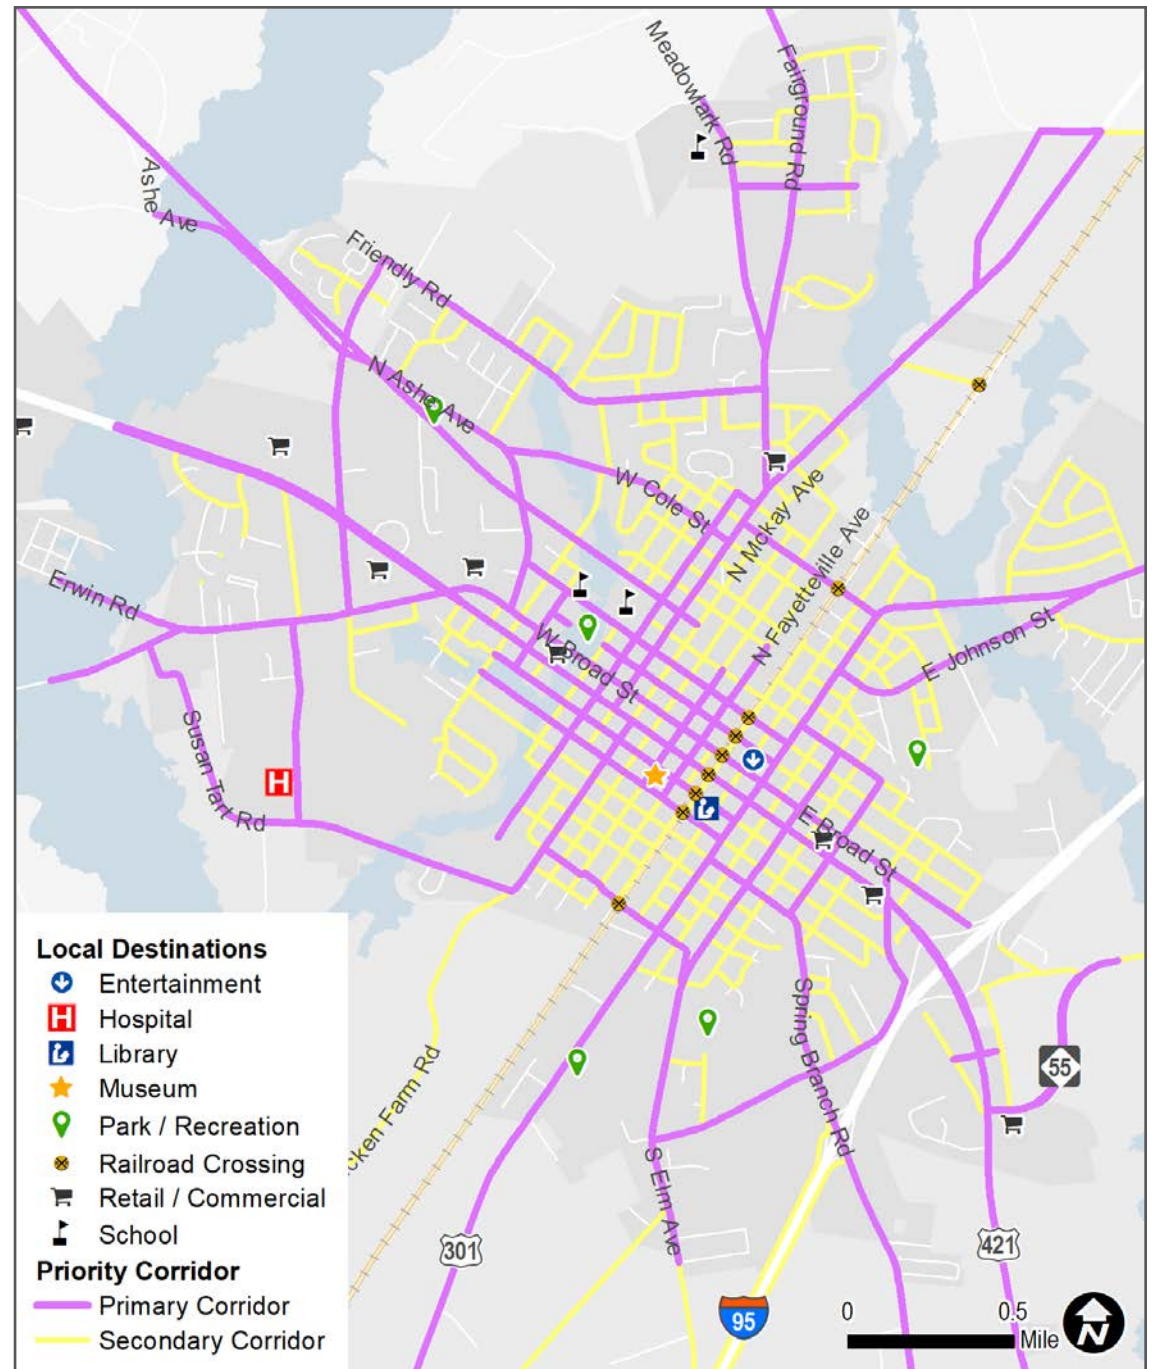 Meadowlark Rd
Fairground Rd
Ashe Ave
Friendly Rd
N Ashe Ave
W Cole St
N Mckay Ave
N Fayetteville Ave
Erwin Rd
W Broad St
E Johnson St
Susan Tart Rd
H
E Broad St
Spring Branch Rd
55
cken Farm Rd
S Elm Ave
301
421
95
0 0.5
Mile
N
Local Destinations
Entertainment
H Hospital
Library
Museum
Park / Recreation
Railroad Crossing
Retail / Commercial
School
Priority Corridor
Primary Corridor
Secondary Corridor